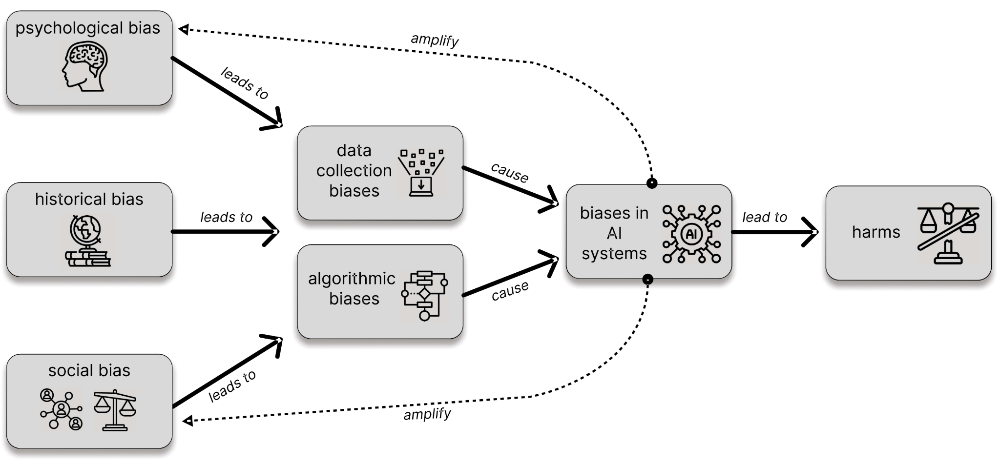 psychological bias
amplify
leads to
data
collection
biases
cause
historical bias
leads to
biases in
AI
systems
AI
lead to
harms
algorithmic
biases
cause
social bias
leads to
amplify